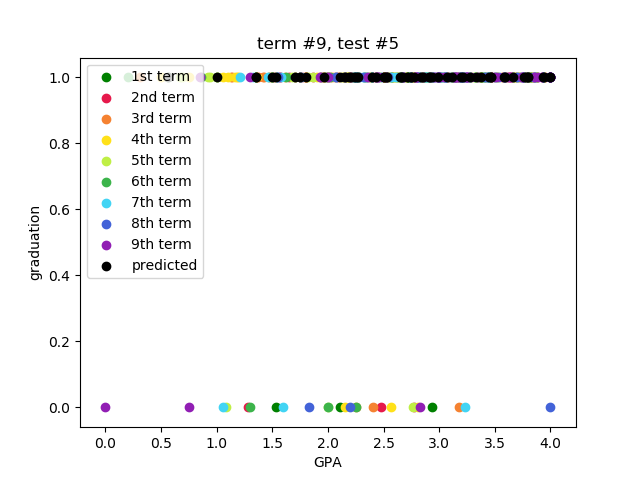 term #9, test #5
1.0
0.8
0.6
0.4
0.2
0.0
graduation
1st term
2nd term
3rd term
4th term
5th term
6th term
7th term
8th term
9th term
predicted
0.0 0.5 1.0 1.5 2.0 2.5 3.0 3.5 4.0
GPA